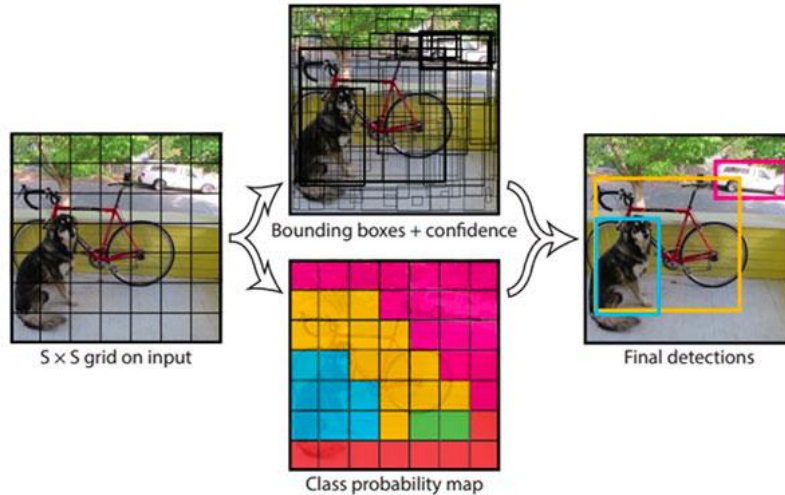 S × S grid on input
Bounding boxes + confidence
Class probability map
Final detections